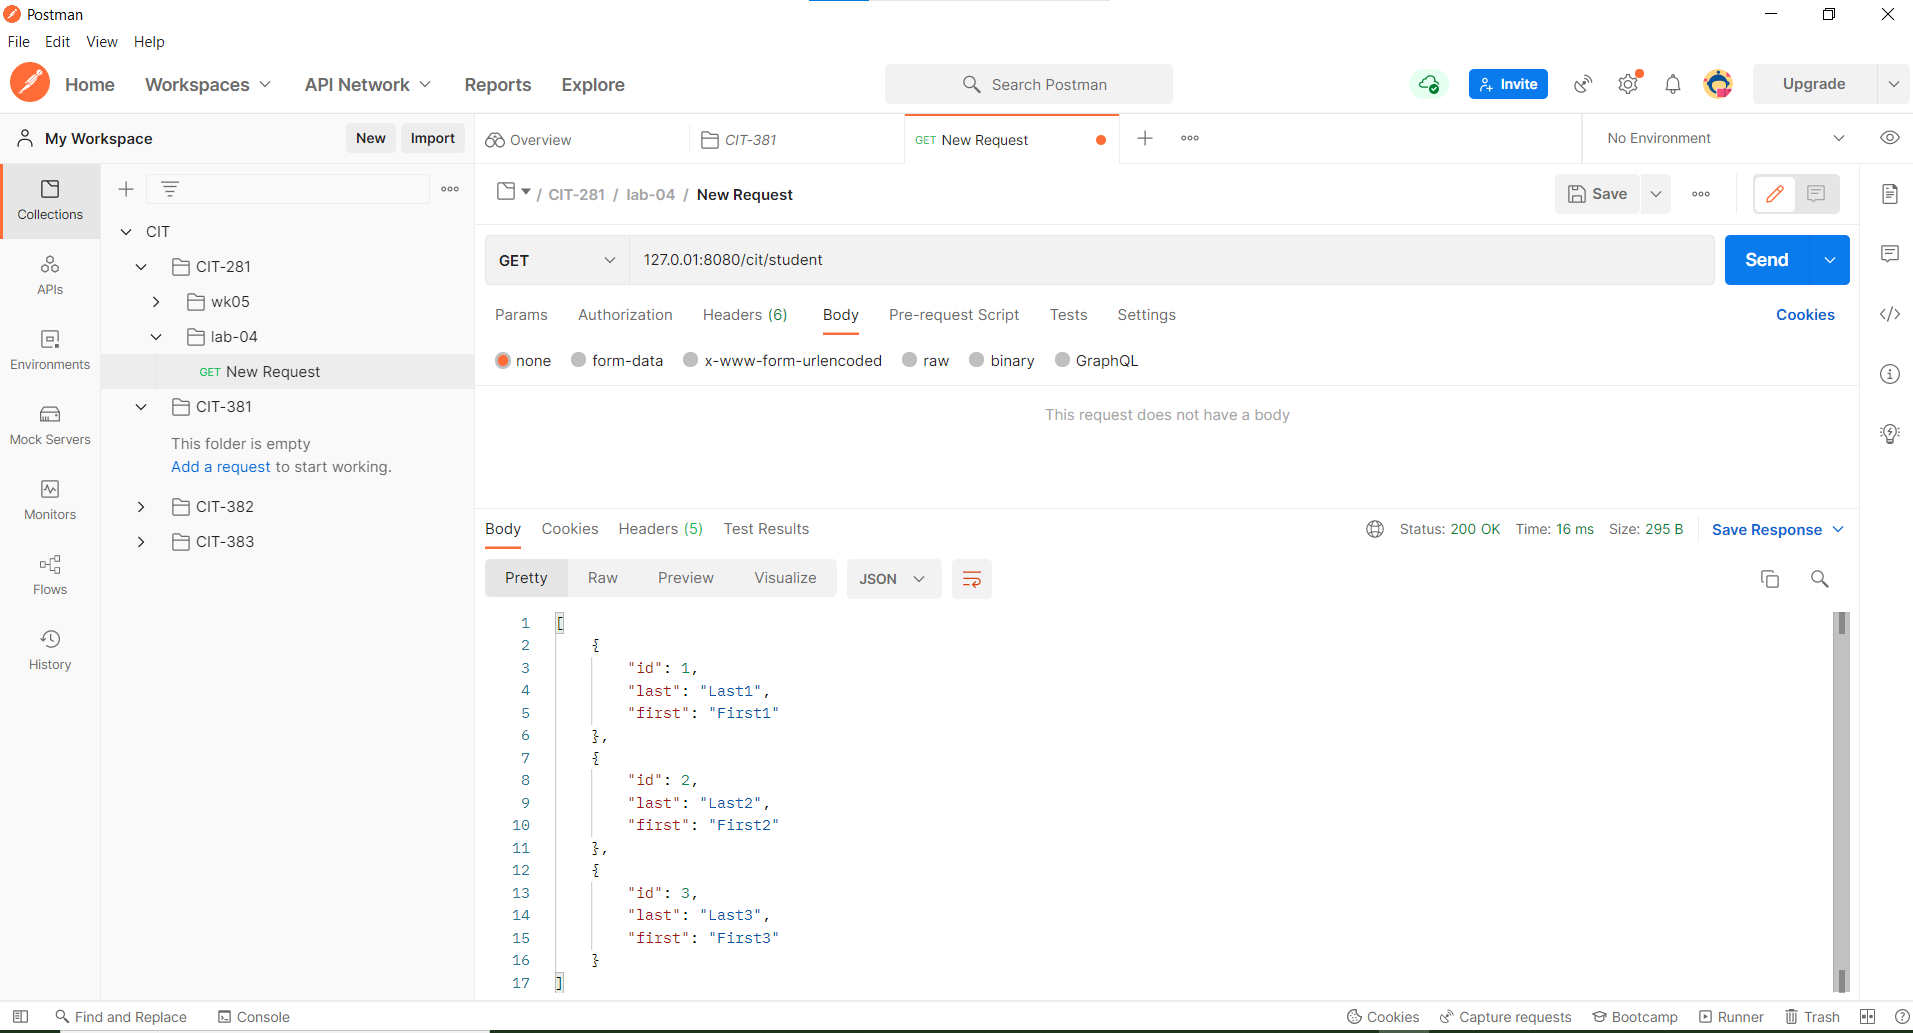 Postman
File Edit View Help
Home Workspaces API Network Reports Explore Search Postman Invite Upgrade
My Workspace New Import
Overview CIT-381 GET New Request No Environment
/ CIT-281 / lab-04 / New Request Save
Collections
APIs
Environments
Mock Servers
Monitors
Flows
History
CIT
CIT-281
wk05
lab-04
GET New Request
CIT-381
This folder is empty
Add a request to start working.
CIT-382
CIT-383
GET 127.0.01:8080/cit/student Send
Params Authorization Headers (6) Body Pre-request Script Tests Settings Cookies
none form-data x-www-form-urlencoded raw binary GraphQL
This request does not have a body
Body Cookies Headers (5) Test Results Status: 200 OK Time: 16 ms Size: 295 B Save Response
Pretty Raw Preview Visualize JSON
1 [
2 {
3 "id": 1,
4 "last": "Last1",
5 "first": "First1"
6 },
7 {
8 "id": 2,
9 "last": "Last2",
10 "first": "First2"
11 },
12 {
13 "id": 3,
14 "last": "Last3",
15 "first": "First3"
16 }
17 ]
Find and Replace Console Cookies Capture requests Bootcamp Runner Trash